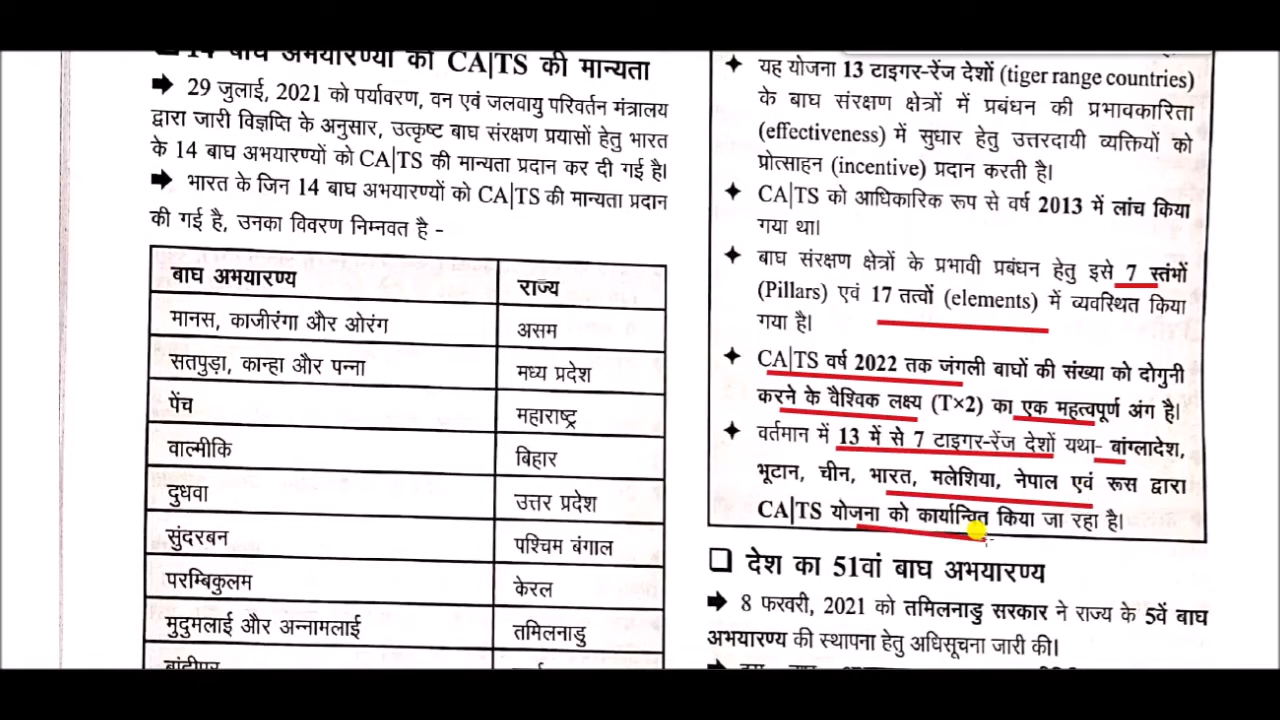 14 बाघ अभयारण्यों को CA|TS की मान्यता
➡ 29 जुलाई, 2021 को पर्यावरण, वन एवं जलवायु परिवर्तन मंत्रालय
द्वारा जारी विज्ञप्ति के अनुसार, उत्कृष्ट बाघ संरक्षण प्रयासों हेतु भारत
के 14 बाघ अभयारण्यों को CA|TS की मान्यता प्रदान कर दी गई है।
➡ भारत के जिन 14 बाघ अभयारण्यों को CA|TS की मान्यता प्रदान
की गई है, उनका विवरण निम्नवत है -
बाघ अभयारण्य राज्य
मानस, काजीरंगा और ओरंग असम
सतपुड़ा, कान्हा और पन्ना मध्य प्रदेश
पेंच महाराष्ट्र
वाल्मीकि बिहार
दुधवा उत्तर प्रदेश
सुंदरबन पश्चिम बंगाल
परम्बिकुलम केरल
मुदुमलाई और अन्नामलाई तमिलनाडु
बांदीपुर
✦ यह योजना 13 टाइगर-रेंज देशों (tiger range countries)
के बाघ संरक्षण क्षेत्रों में प्रबंधन की प्रभावकारिता
(effectiveness) में सुधार हेतु उत्तरदायी व्यक्तियों को
प्रोत्साहन (incentive) प्रदान करती है।
✦ CA|TS को आधिकारिक रूप से वर्ष 2013 में लांच किया
गया था।
✦ बाघ संरक्षण क्षेत्रों के प्रभावी प्रबंधन हेतु इसे 7 स्तंभों
(Pillars) एवं 17 तत्वों (elements) में व्यवस्थित किया
गया है।
✦ CA|TS वर्ष 2022 तक जंगली बाघों की संख्या को दोगुनी
करने के वैश्विक लक्ष्य (T×2) का एक महत्वपूर्ण अंग है।
✦ वर्तमान में 13 में से 7 टाइगर-रेंज देशों यथा- बांग्लादेश,
भूटान, चीन, भारत, मलेशिया, नेपाल एवं रूस द्वारा
CA|TS योजना को कार्यान्वित किया जा रहा है।
❑ देश का 51वां बाघ अभयारण्य
➡ 8 फरवरी, 2021 को तमिलनाडु सरकार ने राज्य के 5वें बाघ
अभयारण्य की स्थापना हेतु अधिसूचना जारी की।